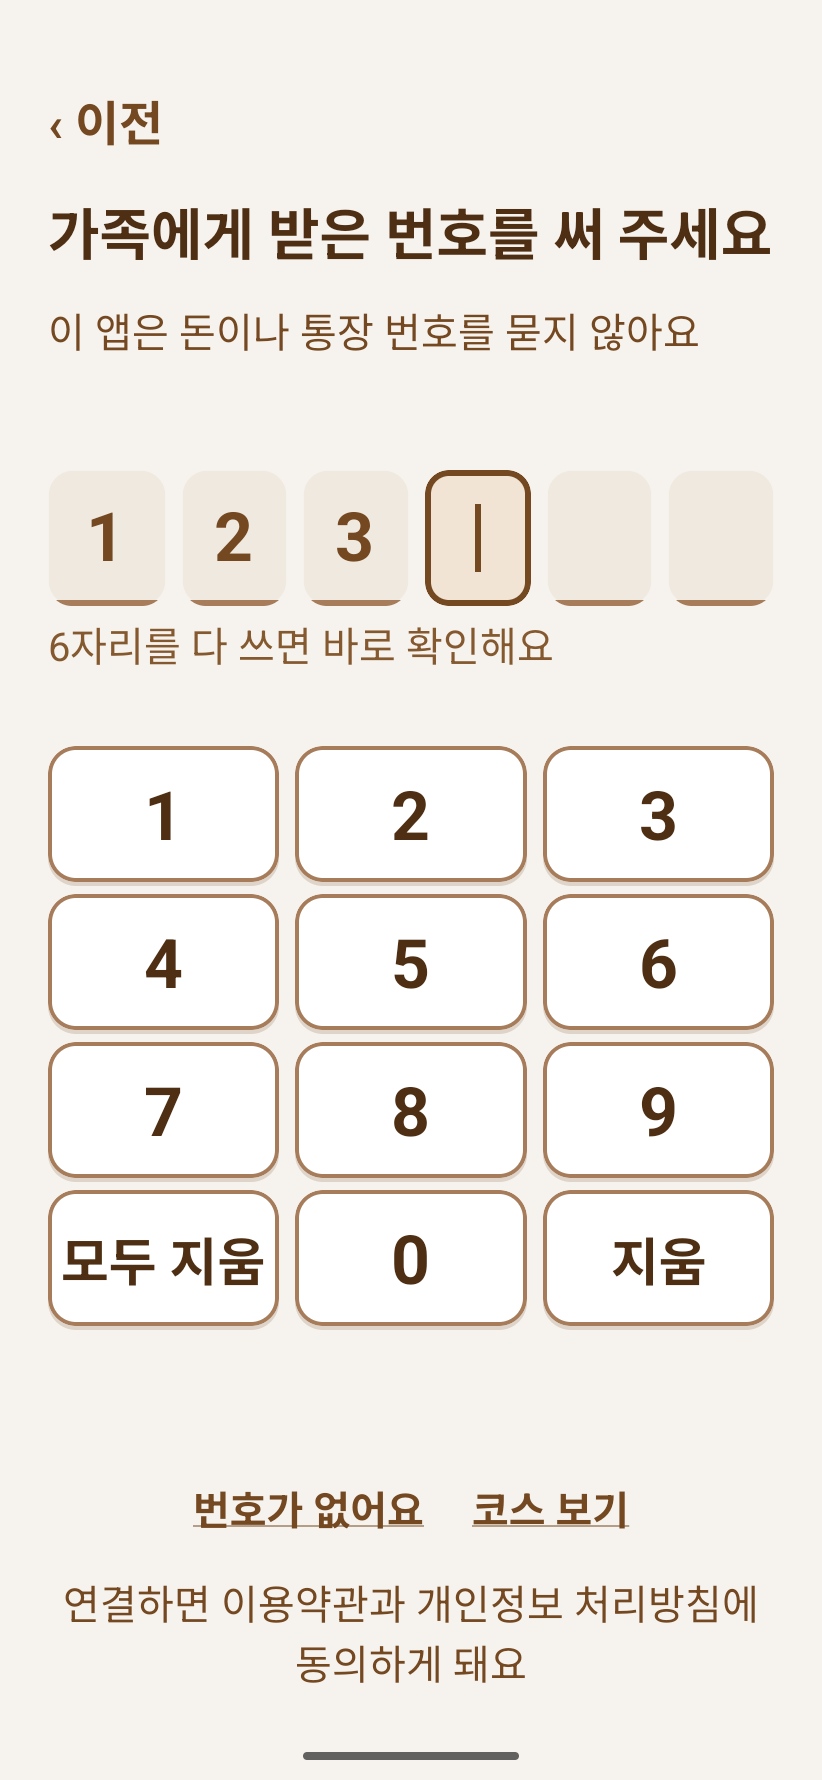 ‹ 이전
가족에게 받은 번호를 써 주세요
이 앱은 돈이나 통장 번호를 묻지 않아요
1 2 3
6자리를 다 쓰면 바로 확인해요
1 2 3
4 5 6
7 8 9
모두 지움 0 지움
번호가 없어요 코스 보기
연결하면 이용약관과 개인정보 처리방침에
동의하게 돼요